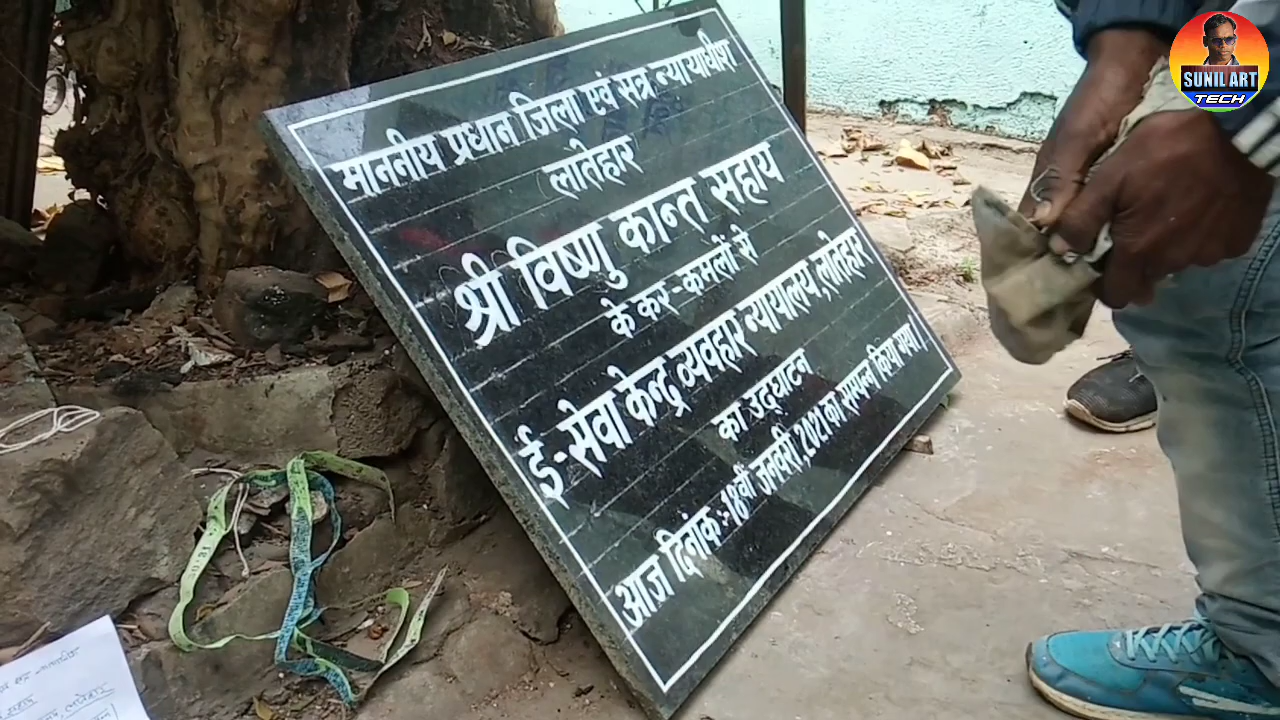 माननीय प्रधान जिला एवं सत्र न्यायाधीश
लातेहार
श्री विष्णु कान्त सहाय
के कर-कमलों से
ई-सेवा केन्द्र व्यवहार न्यायालय, लातेहार
का उद्घाटन
आज दिनांक :- 18वीं जनवरी, 2021 को सम्पन्न किया गया।
SUNIL ART
TECH